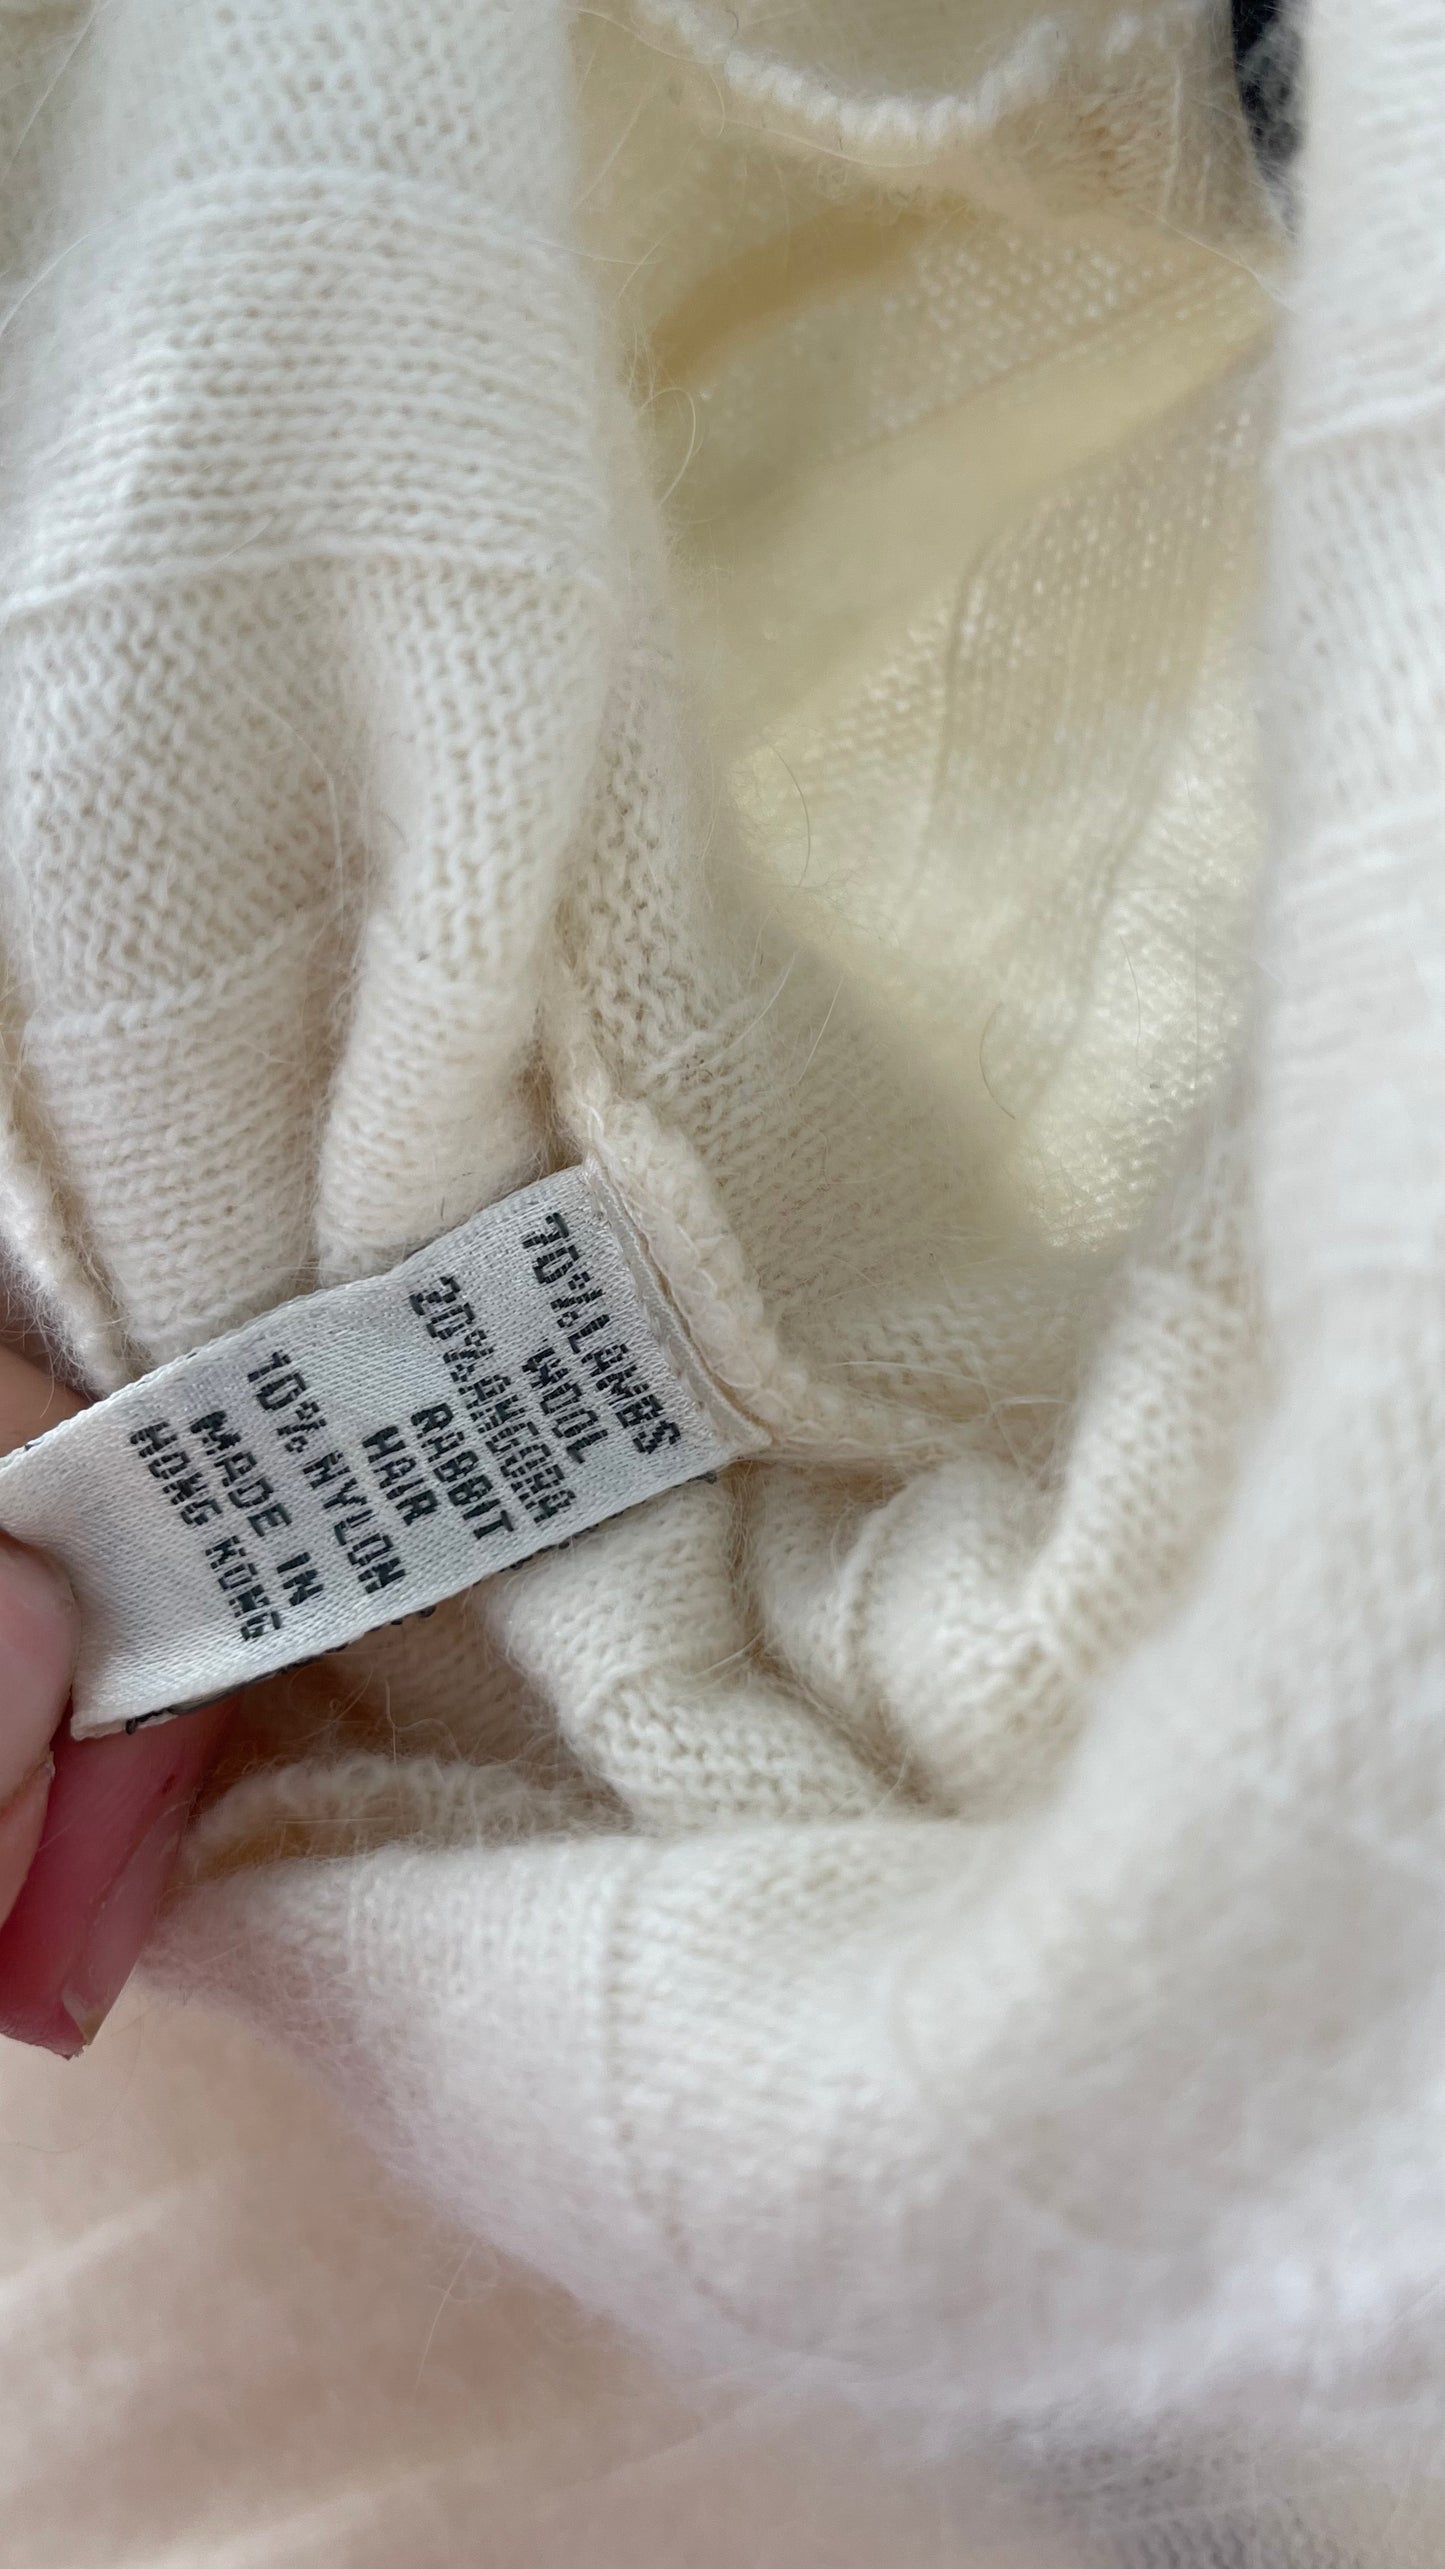 70% LAMBS
WOOL
20% ANGORA
RABBIT
HAIR
10% NYLON
MADE IN
HONG KONG